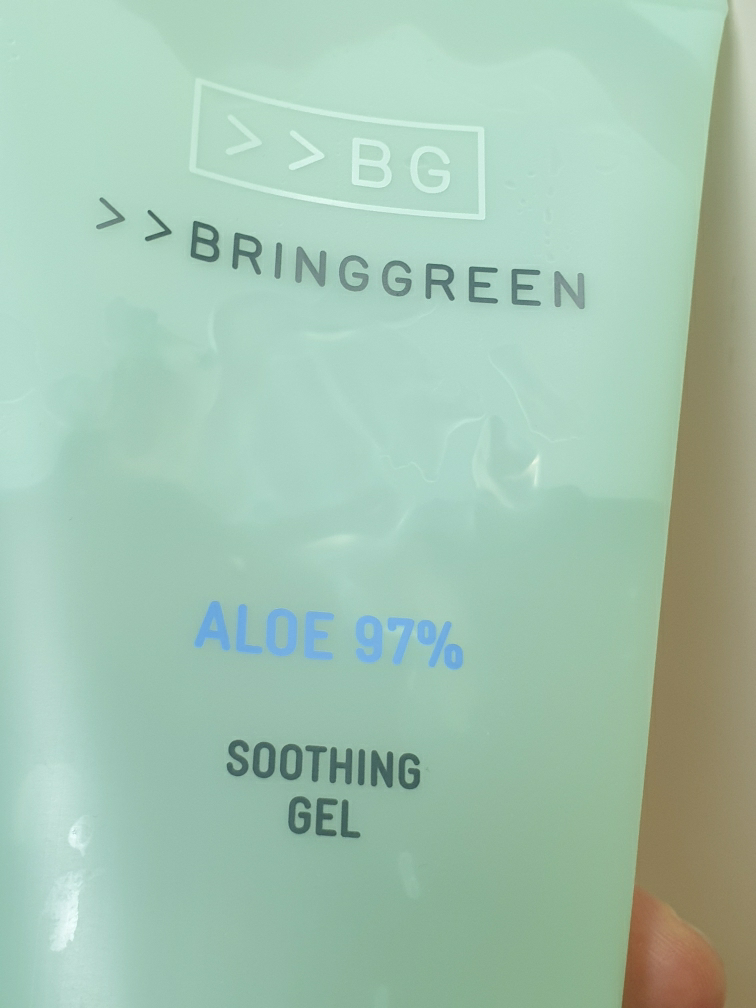 >>BG
>>BRINGGREEN
ALOE 97%
SOOTHING
GEL